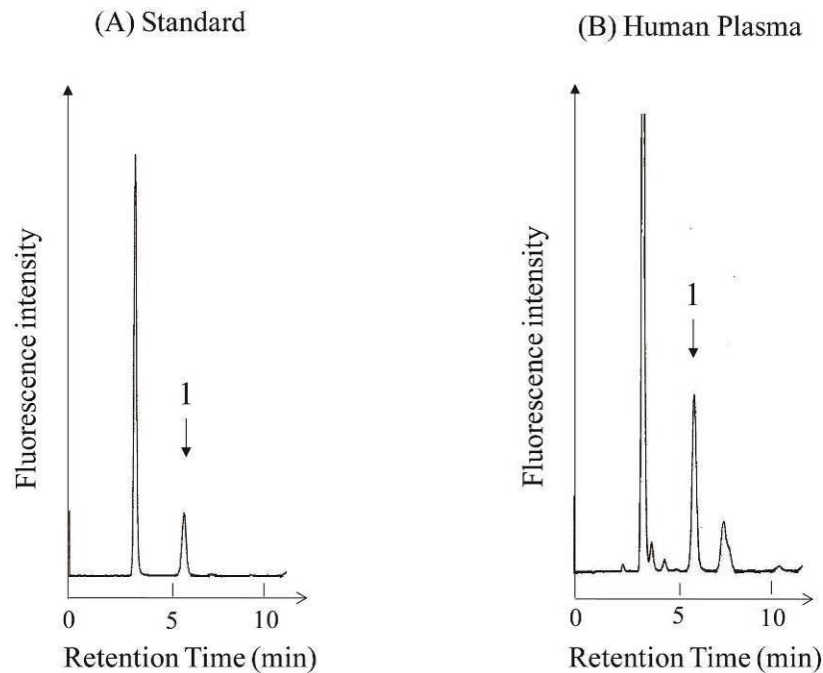 (A) Standard
Fluorescence intensity
1
0 5 10
Retention Time (min)
(B) Human Plasma
Fluorescence intensity
1
0 5 10
Retention Time (min)